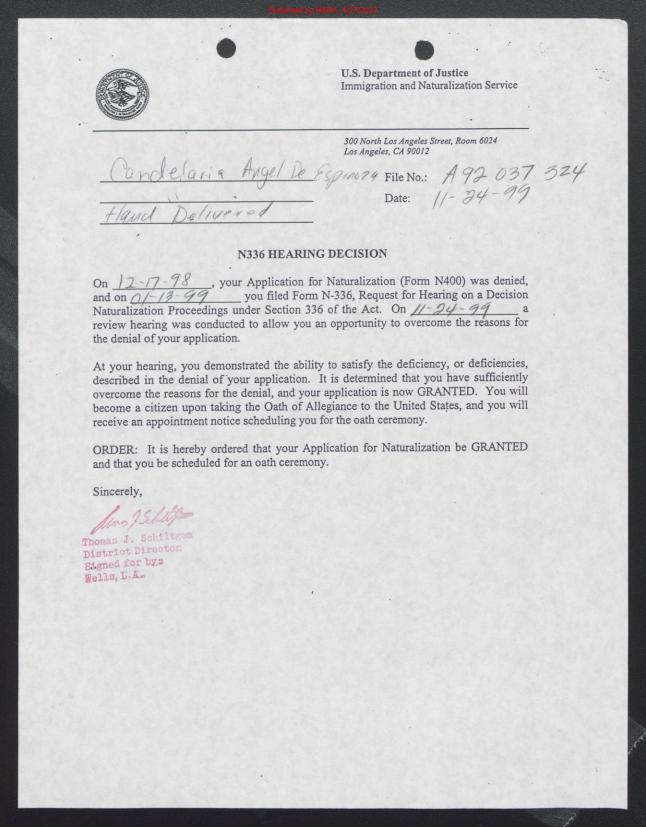 U.S. Department of Justice
Immigration and Naturalization Service
300 North Los Angeles Street, Room 6024
Los Angeles, CA 90012
Candelaria Angel De Espinoza
File No.: A92 037 324
Hand Delivered
Date: 11-24-99
N336 HEARING DECISION
On 12-17-98, your Application for Naturalization (Form N400) was denied,
and on 01-13-99 you filed Form N-336, Request for Hearing on a Decision
Naturalization Proceedings under Section 336 of the Act. On 11-24-99 a
review hearing was conducted to allow you an opportunity to overcome the reasons for
the denial of your application.
At your hearing, you demonstrated the ability to satisfy the deficiency, or deficiencies,
described in the denial of your application. It is determined that you have sufficiently
overcome the reasons for the denial, and your application is now GRANTED. You will
become a citizen upon taking the Oath of Allegiance to the United States, and you will
receive an appointment notice scheduling you for the oath ceremony.
ORDER: It is hereby ordered that your Application for Naturalization be GRANTED
and that you be scheduled for an oath ceremony.
Sincerely,
Thomas J. Schiltgen
District Director
Signed for by:
Wells, L.A.